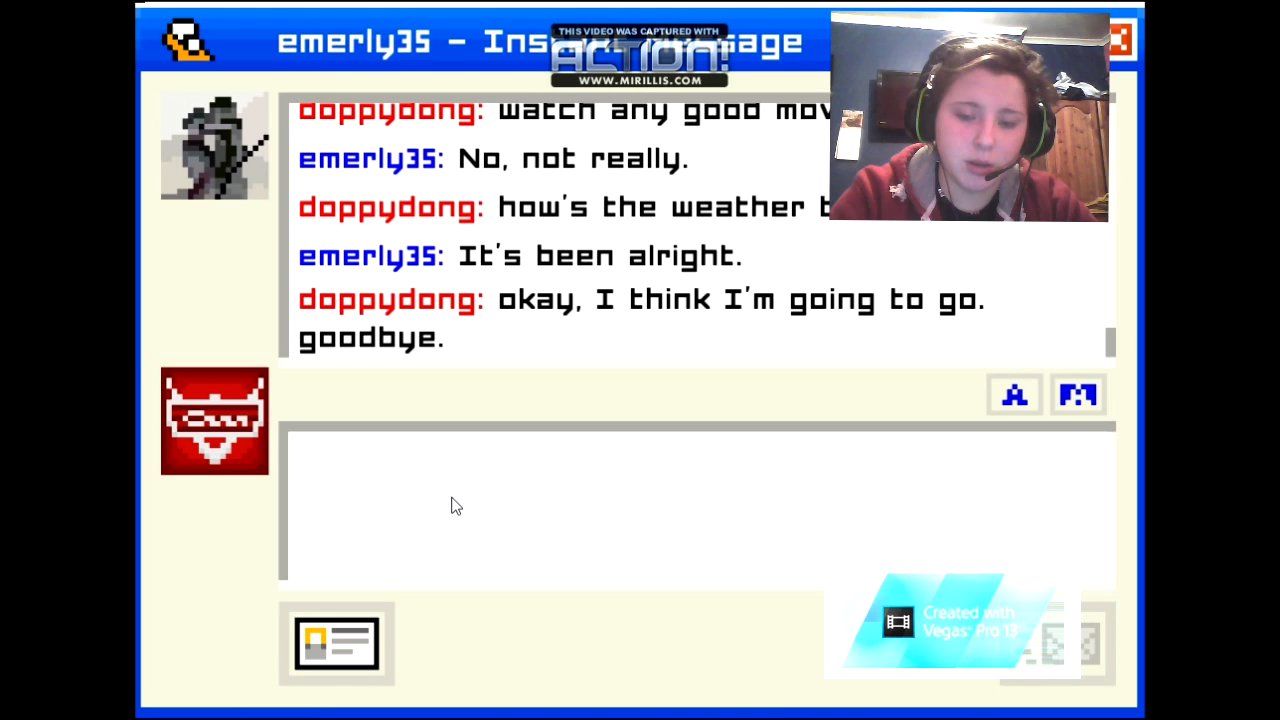 emerly35 - Ins sage
THIS VIDEO WAS CAPTURED WITH
ACTION!
WWW.MIRILLIS.COM
doppydong: watch any good mov
emerly35: No, not really.
doppydong: how's the weather b
emerly35: It's been alright.
doppydong: okay, I think I'm going to go.
goodbye.
A
Created with
Vegas Pro 13